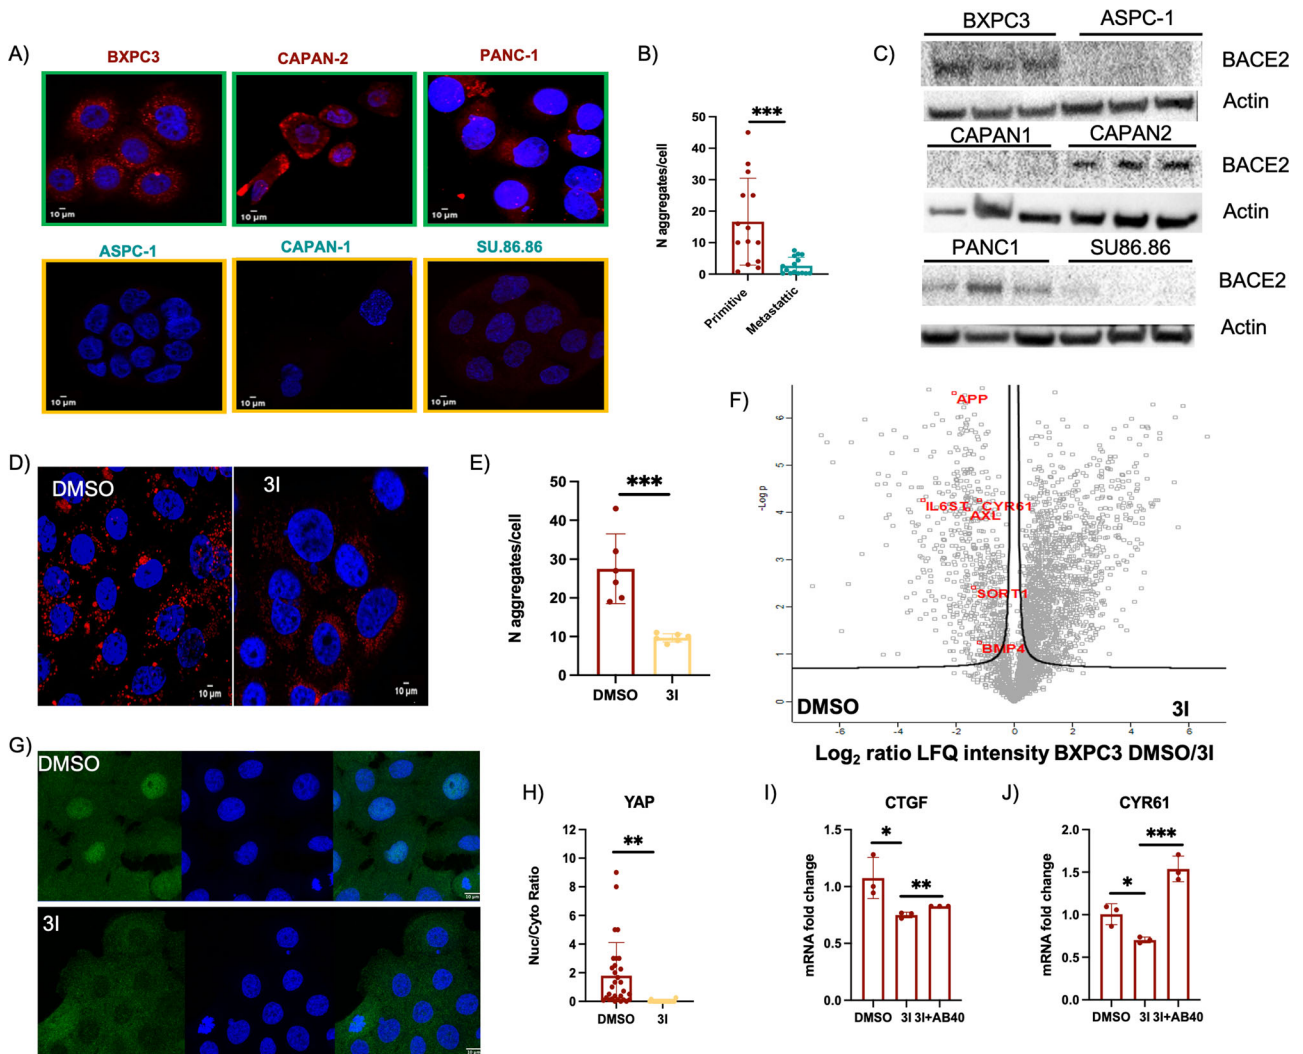 A)
BXPC3
CAPAN-2
PANC-1
10 µm
10 µm
10 µm
ASPC-1
CAPAN-1
SU.86.86
10 µm
10 µm
10 µm
B)
***
N aggregates/cell
50
40
30
20
10
0
Primitive
Metastattic
C)
BXPC3 ASPC-1
BACE2
Actin
CAPAN1 CAPAN2
BACE2
Actin
PANC1 SU86.86
BACE2
Actin
D)
DMSO
3I
10 µm
10 µm
E)
***
N aggregates/cell
50
40
30
20
10
0
DMSO 3I
F)
-Log p
6
5
4
3
2
1
0
APP
IL6ST
CYR61
AXL
SORT1
BMP4
DMSO
3I
-6 -4 -2 0 2 4 6
Log₂ ratio LFQ intensity BXPC3 DMSO/3I
G)
DMSO
10 µm
3I
H)
YAP
**
Nuc/Cyto Ratio
12
10
8
6
4
2
0
DMSO 3I
I)
CTGF
*
**
mRNA fold change
1.5
1.0
0.5
0.0
DMSO 3I 3I+AB40
J)
CYR61
*
***
mRNA fold change
2.0
1.5
1.0
0.5
0.0
DMSO 3I 3I+AB40